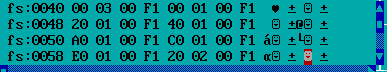 fs:0040 00 03 00 F1 00 01 00 F1 ♥ ± ☺ ±
fs:0048 20 01 00 F1 40 01 00 F1 ☺ ±@☺ ±
fs:0050 A0 01 00 F1 C0 01 00 F1 á☺ ±└☺ ±
fs:0058 E0 01 00 F1 20 02 00 F1 α☺ ± ☻ ±